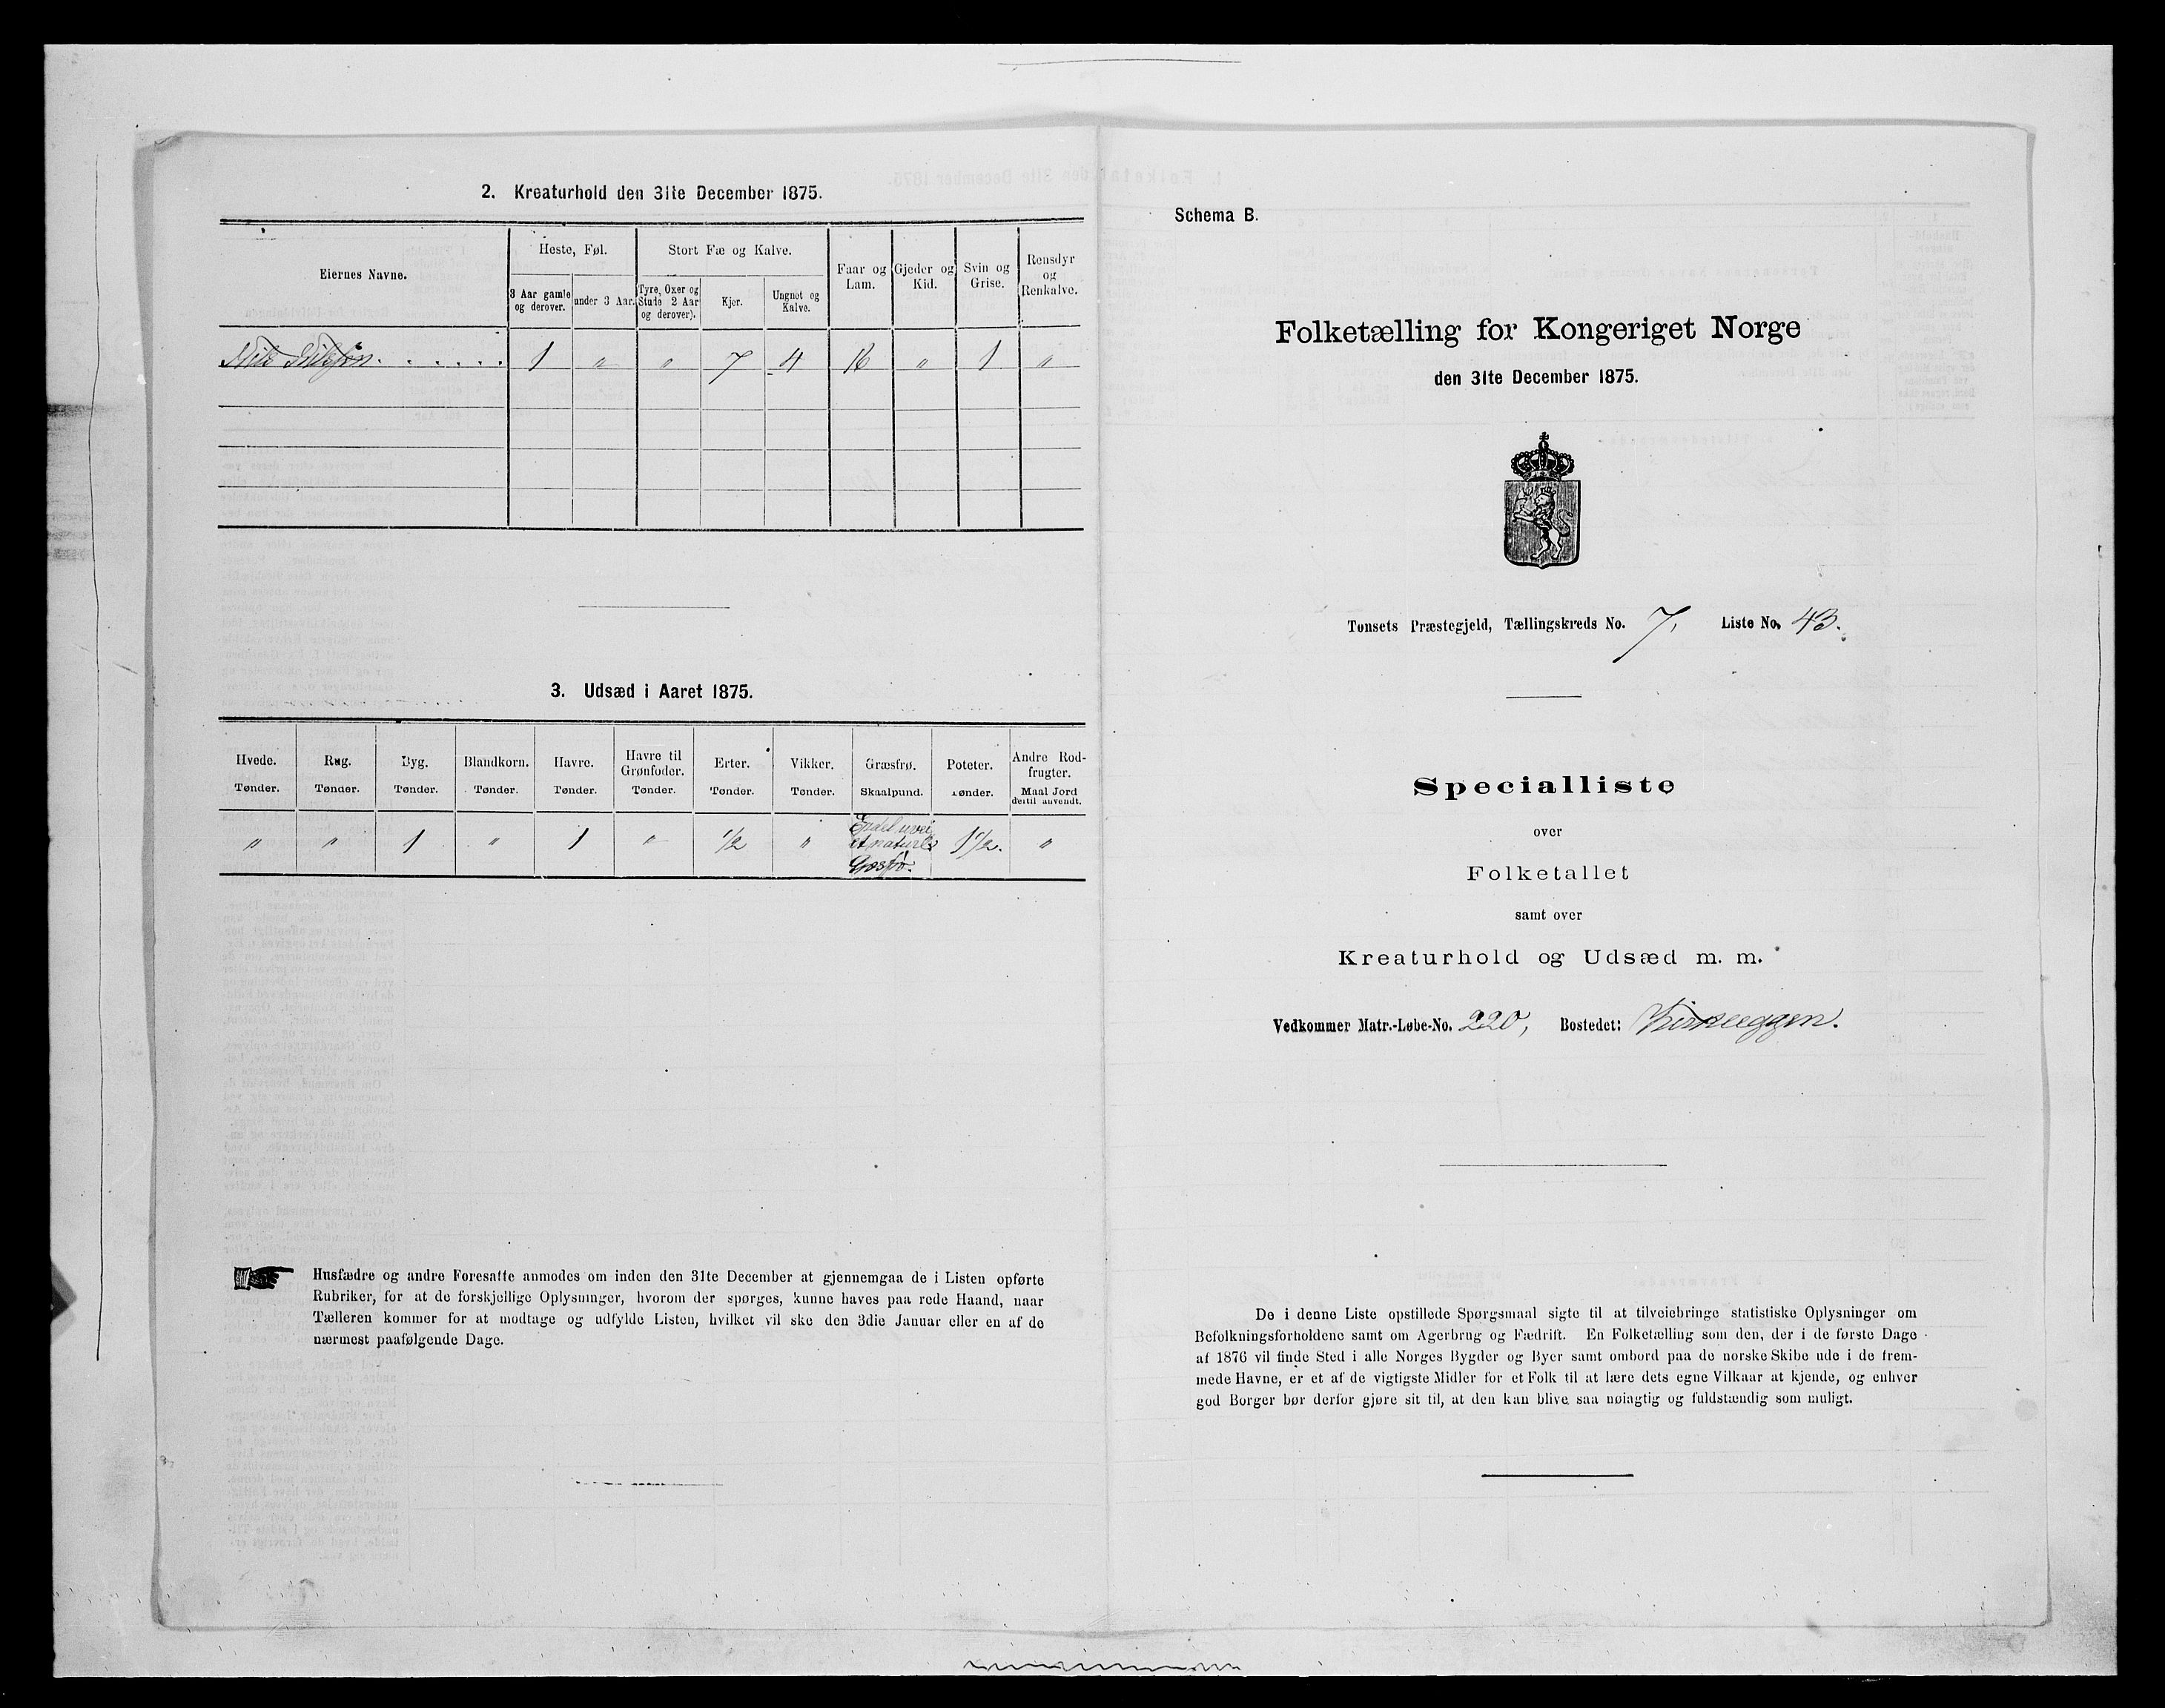 2. Kreaturhold den 31te December 1875.
Eiernes Navne.
Heste, Føl.
Stort Fæ og Kalve.
Faar og Lam.
Gjeder og Kid.
Svin og Grise.
Rensdyr og Renkalve.
3 Aar gamle og derover.
under 3 Aar.
Tyre, Oxer og Stude 2 Aar og derover).
Kjør.
Ungnøt og Kalve.
Nils Nilsson. . . . . . 1 " " 7 4 16 " 1 "
3. Udsæd i Aaret 1875.
Hvede. Rug. Byg. Blandkorn. Havre. Havre til Grønfoder. Erter. Vikker. Græsfrø. Poteter. Andre Rodfrugter.
Tønder. Tønder. Tønder. Tønder. Tønder. Tønder. Tønder. Tønder. Skaalpund. Tønder. Maal Jord dertil anvendt.
" " 1 " 1 " 1/2 " 1 1/2. "
Husfædre og andre Foresatte anmodes om inden den 31te December at gjennemgaa de i Listen opførte
Rubriker, for at de forskjellige Oplysninger, hvorom der spørges, kunne haves paa rede Haand, naar
Tælleren kommer for at modtage og udfylde Listen, hvilket vil ske den 3die Januar eller en af de
nærmest paafølgende Dage.
Schema B.
Folketælling for Kongeriget Norge
den 31te December 1875.
Tønsets Præstegjeld, Tællingskreds No. 7, Liste No. 43.
Specialliste
over
Folketallet
samt over
Kreaturhold og Udsæd m. m.
Vedkommer Matr.-Løbe-No. 220, Bostedet: Kirkeeggen.
De i denne Liste opstillede Spørgsmaal sigte til at tilveiebringe statistiske Oplysninger om
Befolkningsforholdene samt om Agerbrug og Fædrift. En Folketælling som den, der i de første Dage
af 1876 vil finde Sted i alle Norges Bygder og Byer samt ombord paa de norske Skibe ude i de frem-
mede Havne, er et af de vigtigste Midler for et Folk til at lære dets egne Vilkaar at kjende, og enhver
god Borger bør derfor gjøre sit til, at den kan blive saa nøiagtig og fuldstændig som muligt.